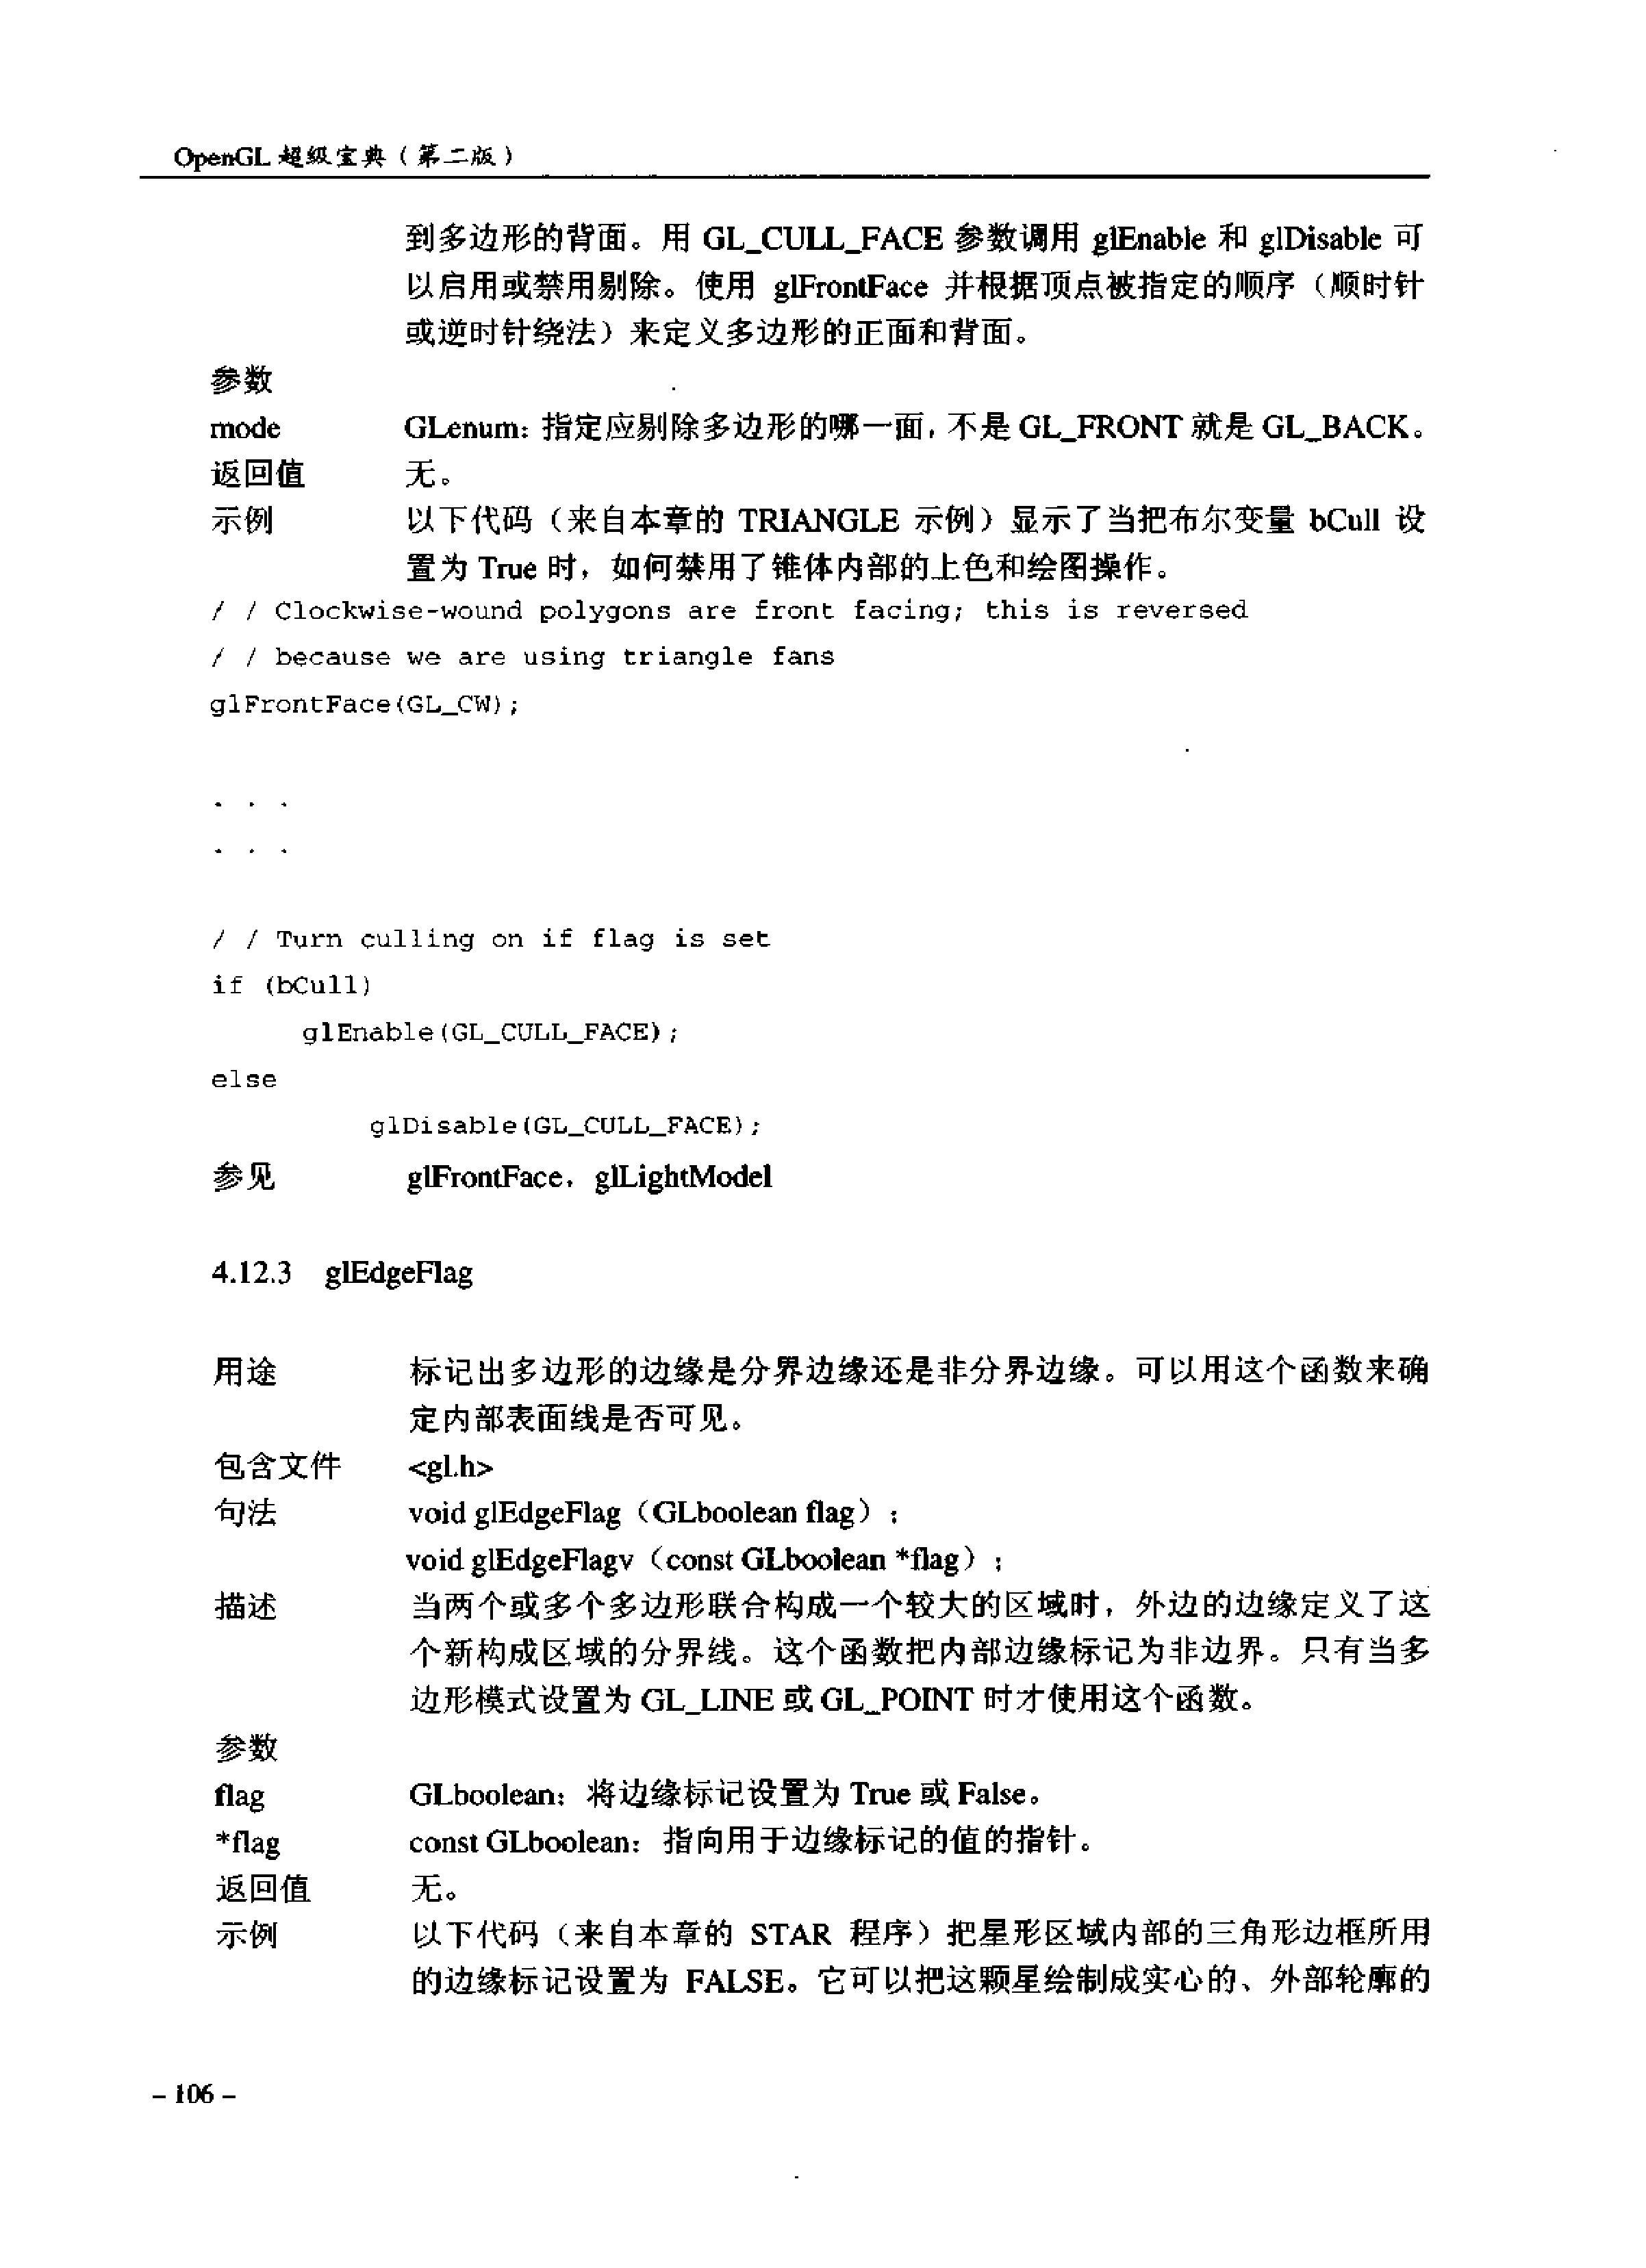 OpenGL 超级宝典（第二版）
到多边形的背面。用 GL_CULL_FACE 参数调用 glEnable 和 glDisable 可
以启用或禁用剔除。使用 glFrontFace 并根据顶点被指定的顺序（顺时针
或逆时针绕法）来定义多边形的正面和背面。
参数
mode GLenum：指定应剔除多边形的哪一面，不是 GL_FRONT 就是 GL_BACK。
返回值 无。
示例 以下代码（来自本章的 TRIANGLE 示例）显示了当把布尔变量 bCull 设
置为 True 时，如何禁用了锥体内部的上色和绘图操作。
/ / Clockwise-wound polygons are front facing; this is reversed
/ / because we are using triangle fans
glFrontFace(GL_CW);
. . .
. . .
/ / Turn culling on if flag is set
if (bCull)
glEnable(GL_CULL_FACE);
else
glDisable(GL_CULL_FACE);
参见 glFrontFace，glLightModel
4.12.3 glEdgeFlag
用途 标记出多边形的边缘是分界边缘还是非分界边缘。可以用这个函数来确
定内部表面线是否可见。
包含文件 <gl.h>
句法 void glEdgeFlag（GLboolean flag）；
void glEdgeFlagv（const GLboolean *flag）；
描述 当两个或多个多边形联合构成一个较大的区域时，外边的边缘定义了这
个新构成区域的分界线。这个函数把内部边缘标记为非边界。只有当多
边形模式设置为 GL_LINE 或 GL_POINT 时才使用这个函数。
参数
flag GLboolean：将边缘标记设置为 True 或 False。
*flag const GLboolean：指向用于边缘标记的值的指针。
返回值 无。
示例 以下代码（来自本章的 STAR 程序）把星形区域内部的三角形边框所用
的边缘标记设置为 FALSE。它可以把这颗星绘制成实心的、外部轮廓的
– 106 –